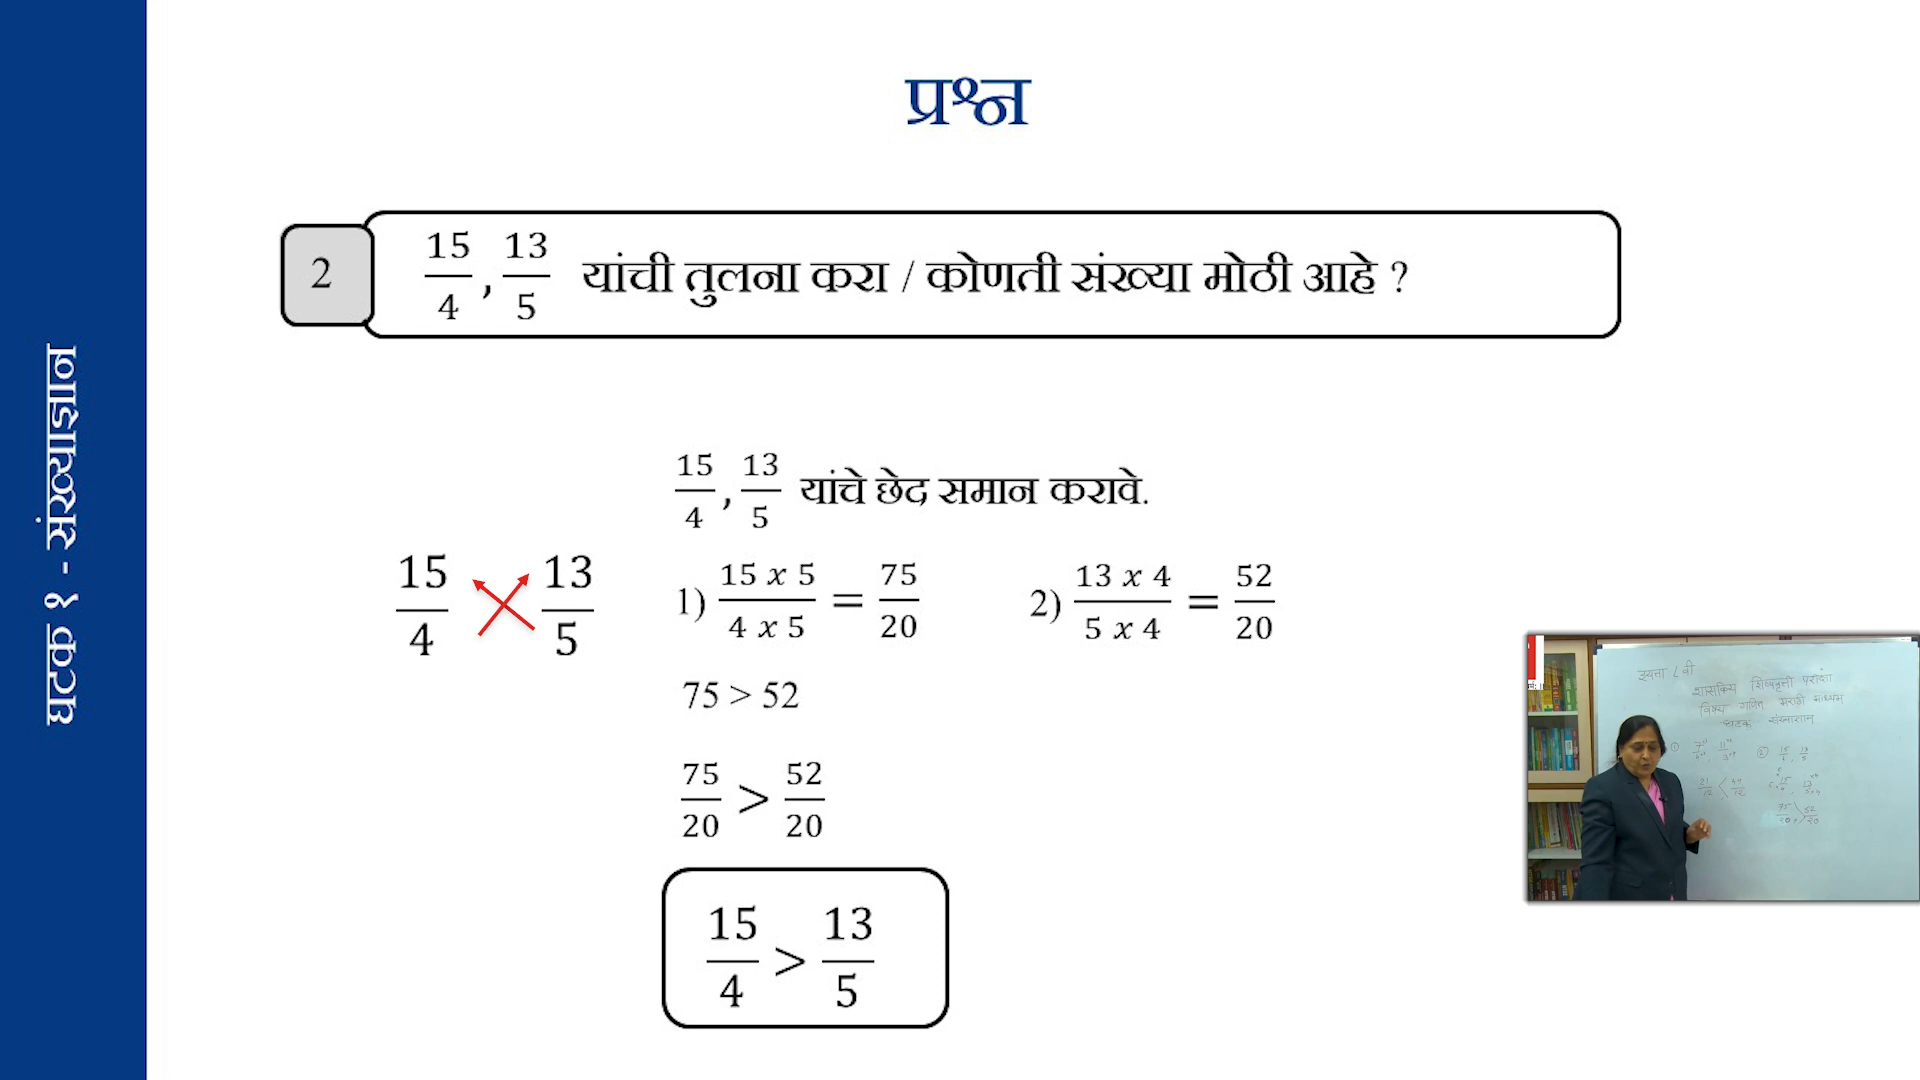 प्रश्न
2
15/4 , 13/5 यांची तुलना करा / कोणती संख्या मोठी आहे ?
15/4 , 13/5 यांचे छेद समान करावे.
15/4 13/5
1) (15 x 5)/(4 x 5) = 75/20
2) (13 x 4)/(5 x 4) = 52/20
75 > 52
75/20 > 52/20
15/4 > 13/5
घटक १ - संख्याज्ञान
इयत्ता ८ वी